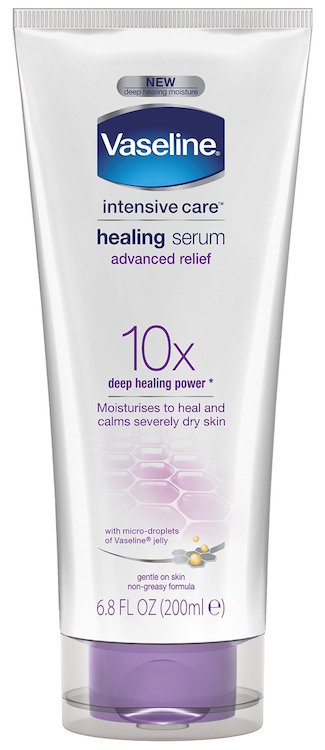 NEW
deep healing moisture
Vaseline®
intensive care™
healing serum
advanced relief
10x
deep healing power *
Moisturises to heal and
calms severely dry skin
with micro-droplets
of Vaseline® jelly
gentle on skin
non-greasy formula
6.8 FL OZ (200ml ℮)